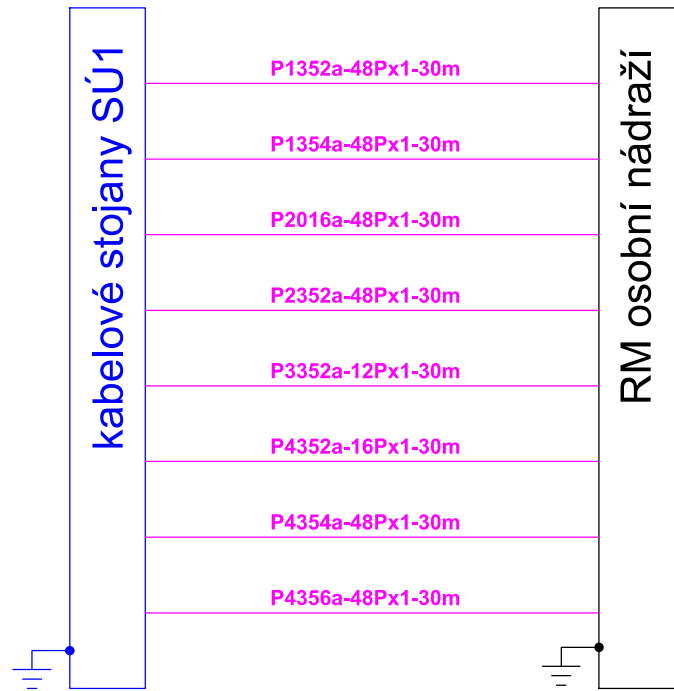 kabelové stojany SÚ1
P1352a-48Px1-30m
P1354a-48Px1-30m
P2016a-48Px1-30m
P2352a-48Px1-30m
P3352a-12Px1-30m
P4352a-16Px1-30m
P4354a-48Px1-30m
P4356a-48Px1-30m
RM osobní nádraží